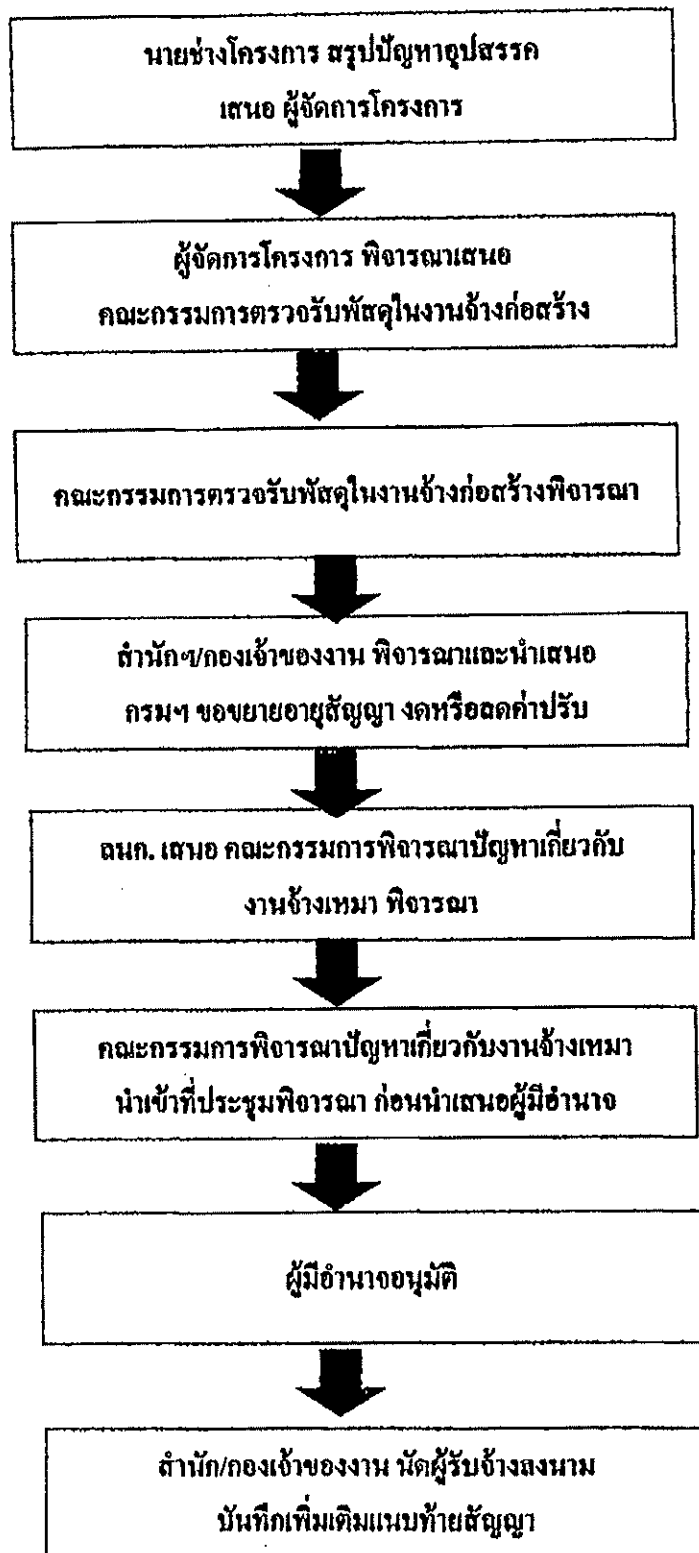 นายช่างโครงการ สรุปปัญหาอุปสรรค
เสนอ ผู้จัดการโครงการ
ผู้จัดการโครงการ พิจารณาเสนอ
คณะกรรมการตรวจรับพัสดุในงานจ้างก่อสร้าง
คณะกรรมการตรวจรับพัสดุในงานจ้างก่อสร้างพิจารณา
สำนักฯ/กองเจ้าของงาน พิจารณาและนำเสนอ
กรมฯ ขอขยายอายุสัญญา งดหรือลดค่าปรับ
ลนก. เสนอ คณะกรรมการพิจารณาปัญหาเกี่ยวกับ
งานจ้างเหมา พิจารณา
คณะกรรมการพิจารณาปัญหาเกี่ยวกับงานจ้างเหมา
นำเข้าที่ประชุมพิจารณา ก่อนนำเสนอผู้มีอำนาจ
ผู้มีอำนาจอนุมัติ
สำนัก/กองเจ้าของงาน นัดผู้รับจ้างลงนาม
บันทึกเพิ่มเติมแนบท้ายสัญญา